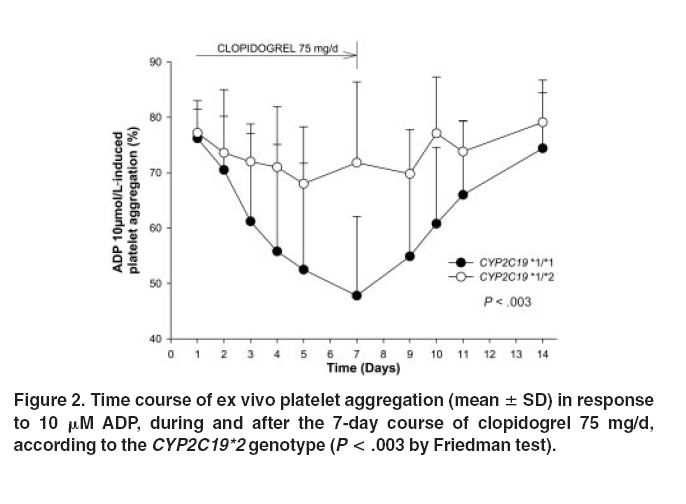 CLOPIDOGREL 75 mg/d
90
80
70
60
50
40
ADP 10μmol/L-induced
platelet aggregation (%)
CYP2C19 *1/*1
CYP2C19 *1/*2
P < .003
0 1 2 3 4 5 6 7 8 9 10 11 12 13 14
Time (Days)
Figure 2. Time course of ex vivo platelet aggregation (mean ± SD) in response
to 10 μM ADP, during and after the 7-day course of clopidogrel 75 mg/d,
according to the CYP2C19*2 genotype (P < .003 by Friedman test).